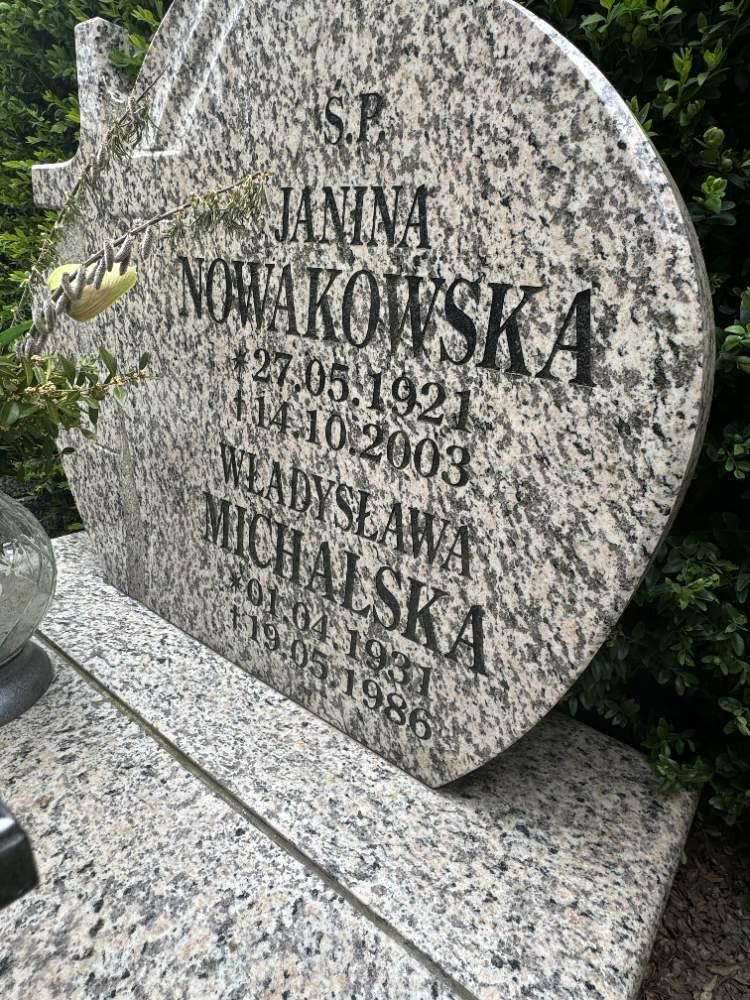 Ś.P.
JANINA
NOWAKOWSKA
*27.05.1921
†14.10.2003
WŁADYSŁAWA
MICHALSKA
*01.04.1931
†19.05.1986